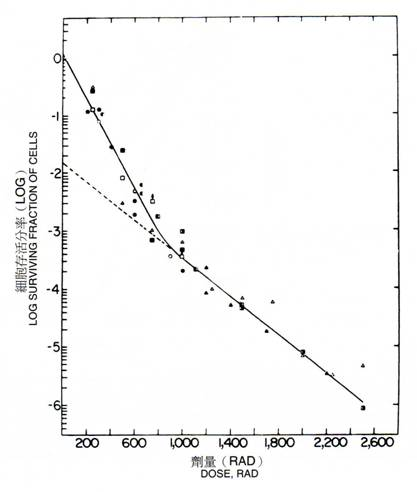 0
-1
-2
-3
-4
-5
-6
細胞存活分率（LOG）
LOG SURVIVING FRACTION OF CELLS
200 600 1,000 1,400 1,800 2,200 2,600
劑量（RAD）
DOSE, RAD